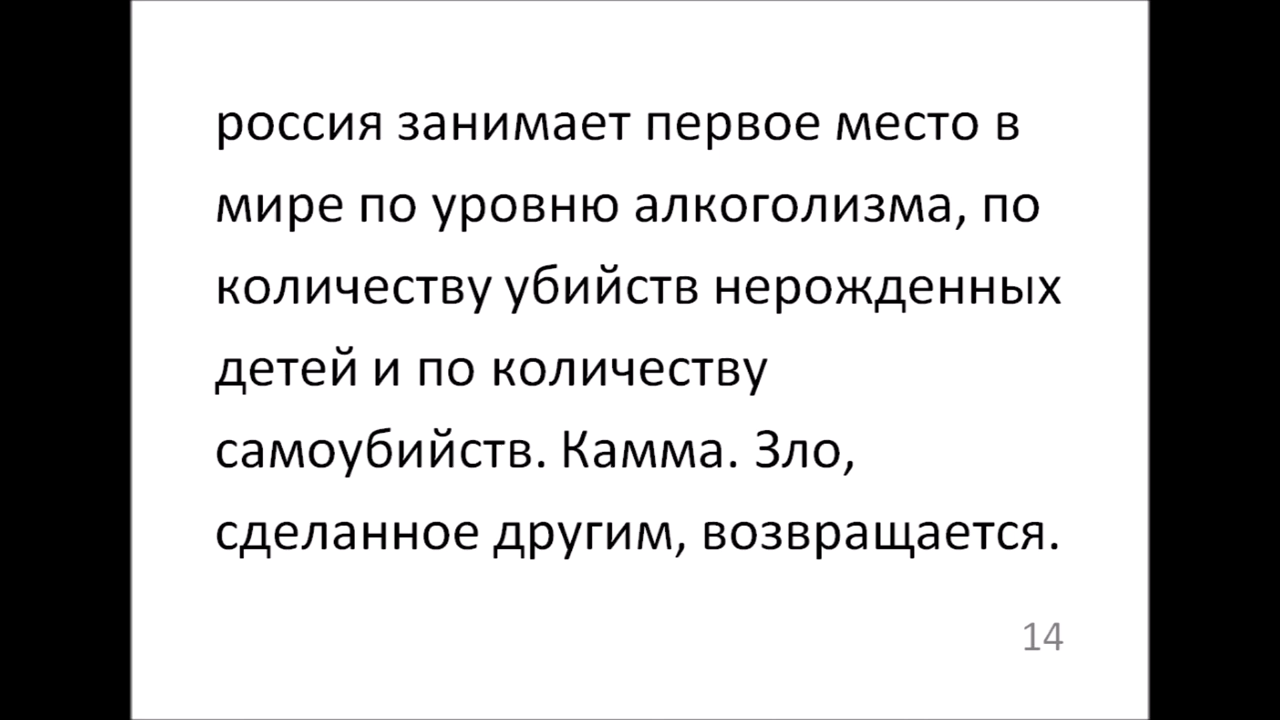 россия занимает первое место в
мире по уровню алкоголизма, по
количеству убийств нерожденных
детей и по количеству
самоубийств. Камма. Зло,
сделанное другим, возвращается.
14